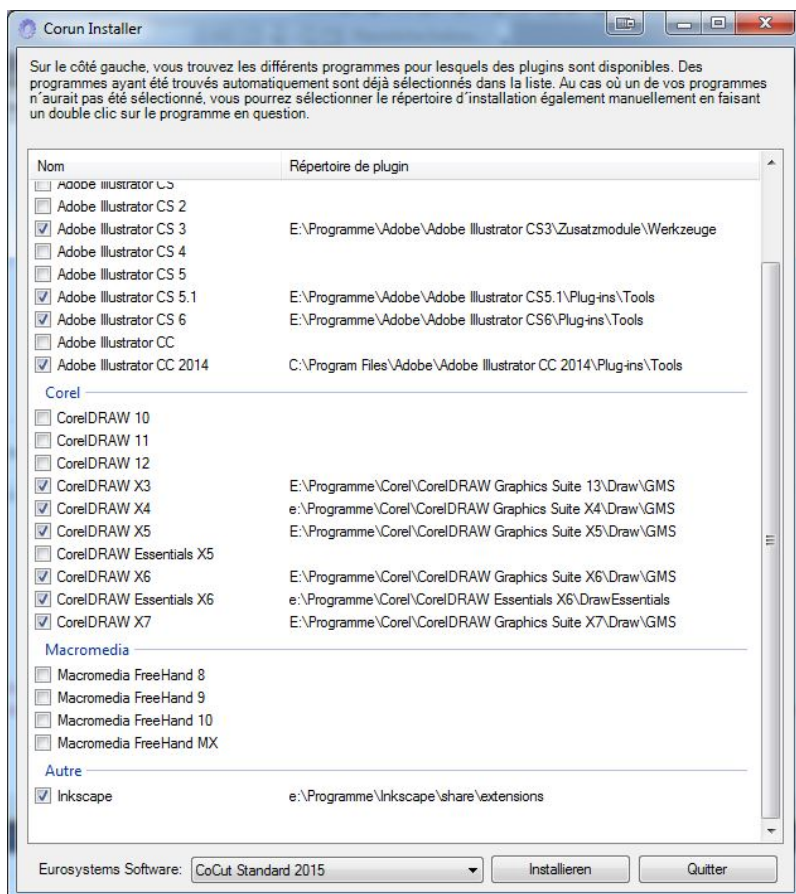 Corun Installer
Sur le côté gauche, vous trouvez les différents programmes pour lesquels des plugins sont disponibles. Des
programmes ayant été trouvés automatiquement sont déjà sélectionnés dans la liste. Au cas où un de vos programmes
n´aurait pas été sélectionné, vous pourrez sélectionner le répertoire d´installation également manuellement en faisant
un double clic sur le programme en question.
Nom Répertoire de plugin
Adobe Illustrator CS
Adobe Illustrator CS 2
Adobe Illustrator CS 3 E:\Programme\Adobe\Adobe Illustrator CS3\Zusatzmodule\Werkzeuge
Adobe Illustrator CS 4
Adobe Illustrator CS 5
Adobe Illustrator CS 5.1 E:\Programme\Adobe\Adobe Illustrator CS5.1\Plug-ins\Tools
Adobe Illustrator CS 6 E:\Programme\Adobe\Adobe Illustrator CS6\Plug-ins\Tools
Adobe Illustrator CC
Adobe Illustrator CC 2014 C:\Program Files\Adobe\Adobe Illustrator CC 2014\Plug-ins\Tools
Corel
CorelDRAW 10
CorelDRAW 11
CorelDRAW 12
CorelDRAW X3 E:\Programme\Corel\CorelDRAW Graphics Suite 13\Draw\GMS
CorelDRAW X4 e:\Programme\Corel\CorelDRAW Graphics Suite X4\Draw\GMS
CorelDRAW X5 E:\Programme\Corel\CorelDRAW Graphics Suite X5\Draw\GMS
CorelDRAW Essentials X5
CorelDRAW X6 E:\Programme\Corel\CorelDRAW Graphics Suite X6\Draw\GMS
CorelDRAW Essentials X6 e:\Programme\Corel\CorelDRAW Essentials X6\DrawEssentials
CorelDRAW X7 E:\Programme\Corel\CorelDRAW Graphics Suite X7\Draw\GMS
Macromedia
Macromedia FreeHand 8
Macromedia FreeHand 9
Macromedia FreeHand 10
Macromedia FreeHand MX
Autre
Inkscape e:\Programme\Inkscape\share\extensions
Eurosystems Software: CoCut Standard 2015 Installieren Quitter